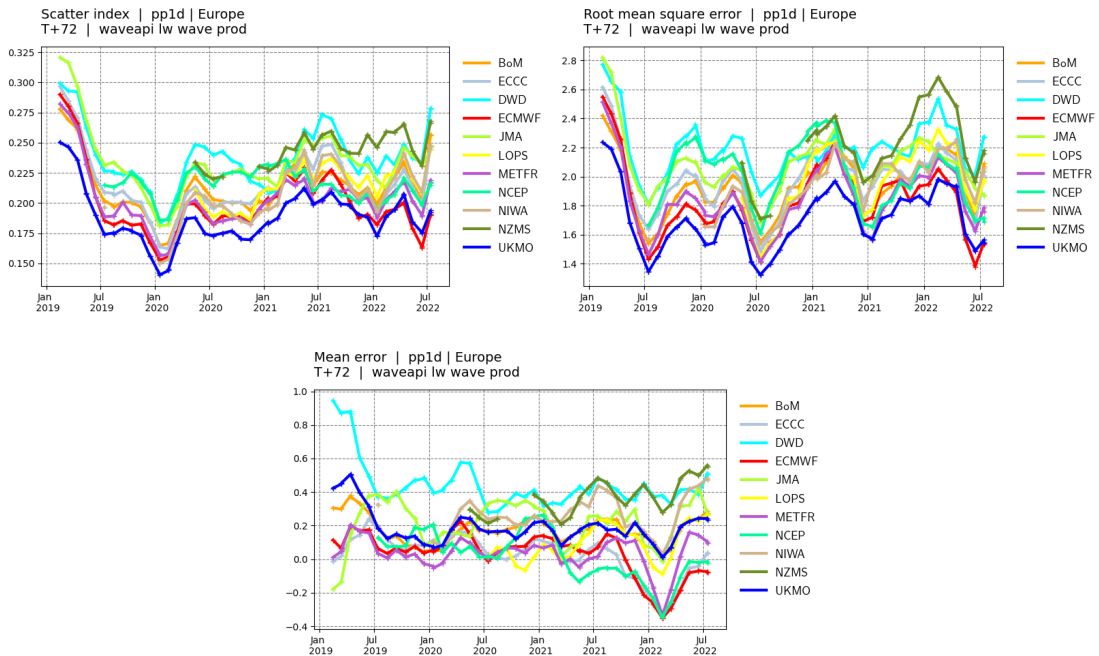 Scatter index | pp1d | Europe
T+72 | waveapi lw wave prod
0.325
0.300
0.275
0.250
0.225
0.200
0.175
0.150
Jan
2019
Jul
2019
Jan
2020
Jul
2020
Jan
2021
Jul
2021
Jan
2022
Jul
2022
BoM
ECCC
DWD
ECMWF
JMA
LOPS
METFR
NCEP
NIWA
NZMS
UKMO
Root mean square error | pp1d | Europe
T+72 | waveapi lw wave prod
2.8
2.6
2.4
2.2
2.0
1.8
1.6
1.4
Jan
2019
Jul
2019
Jan
2020
Jul
2020
Jan
2021
Jul
2021
Jan
2022
Jul
2022
BoM
ECCC
DWD
ECMWF
JMA
LOPS
METFR
NCEP
NIWA
NZMS
UKMO
Mean error | pp1d | Europe
T+72 | waveapi lw wave prod
1.0
0.8
0.6
0.4
0.2
0.0
−0.2
−0.4
Jan
2019
Jul
2019
Jan
2020
Jul
2020
Jan
2021
Jul
2021
Jan
2022
Jul
2022
BoM
ECCC
DWD
ECMWF
JMA
LOPS
METFR
NCEP
NIWA
NZMS
UKMO